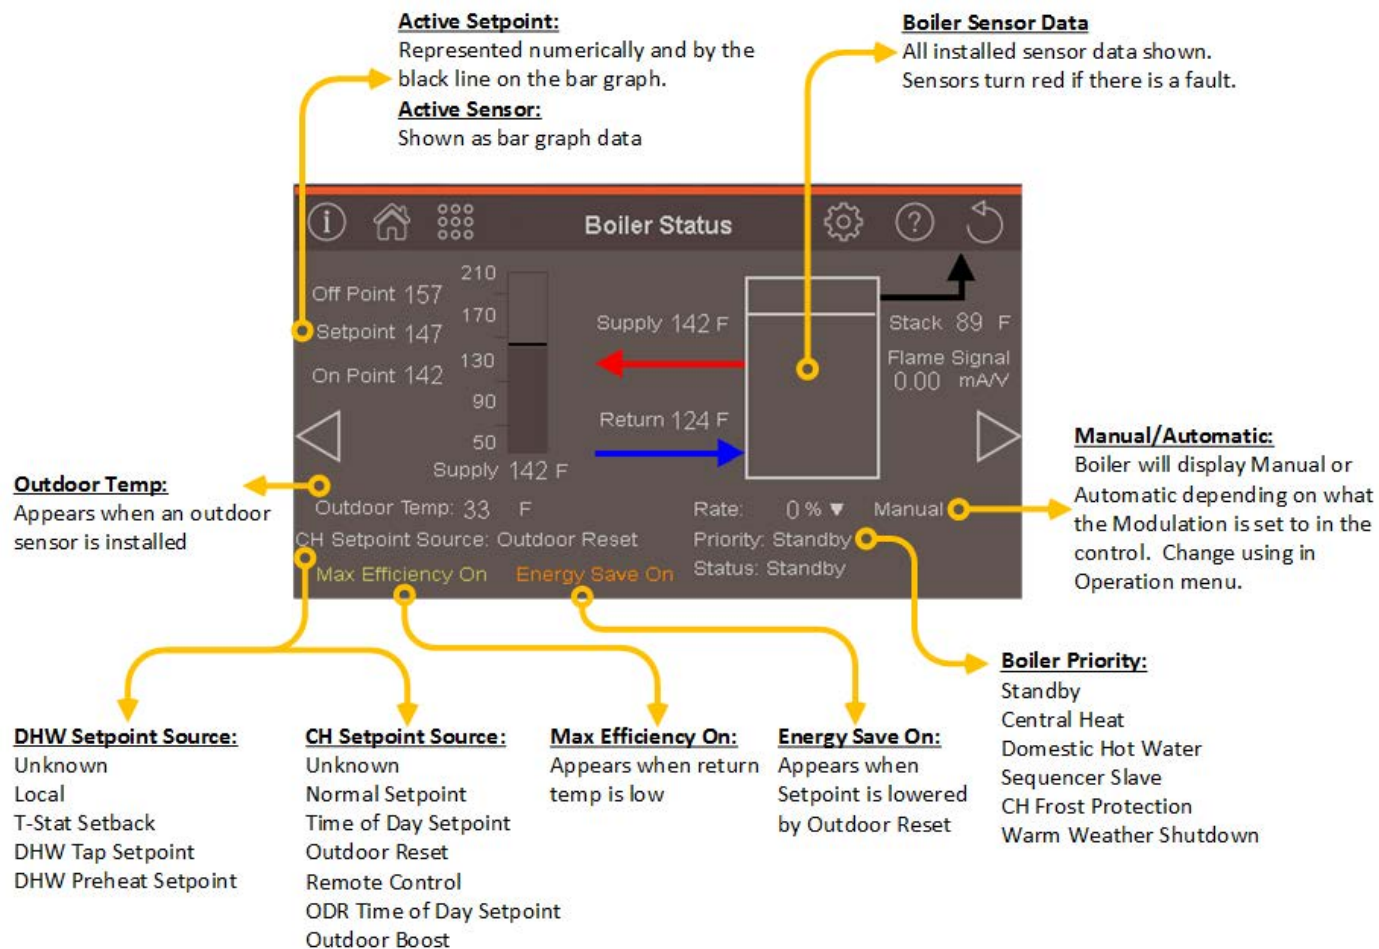 Active Setpoint:
Represented numerically and by the
black line on the bar graph.
Active Sensor:
Shown as bar graph data
Boiler Sensor Data
All installed sensor data shown.
Sensors turn red if there is a fault.
i
Boiler Status
?
Off Point 157
Setpoint 147
On Point 142
210
170
130
90
50
Supply 142 F
Supply 142 F
Return 124 F
Stack 89 F
Flame Signal
0.00 mA/V
Outdoor Temp: 33 F
CH Setpoint Source: Outdoor Reset
Max Efficiency On Energy Save On
Rate: 0 % ▼ Manual
Priority: Standby
Status: Standby
Outdoor Temp:
Appears when an outdoor
sensor is installed
Manual/Automatic:
Boiler will display Manual or
Automatic depending on what
the Modulation is set to in the
control. Change using in
Operation menu.
DHW Setpoint Source:
Unknown
Local
T-Stat Setback
DHW Tap Setpoint
DHW Preheat Setpoint
CH Setpoint Source:
Unknown
Normal Setpoint
Time of Day Setpoint
Outdoor Reset
Remote Control
ODR Time of Day Setpoint
Outdoor Boost
Max Efficiency On:
Appears when return
temp is low
Energy Save On:
Appears when
Setpoint is lowered
by Outdoor Reset
Boiler Priority:
Standby
Central Heat
Domestic Hot Water
Sequencer Slave
CH Frost Protection
Warm Weather Shutdown